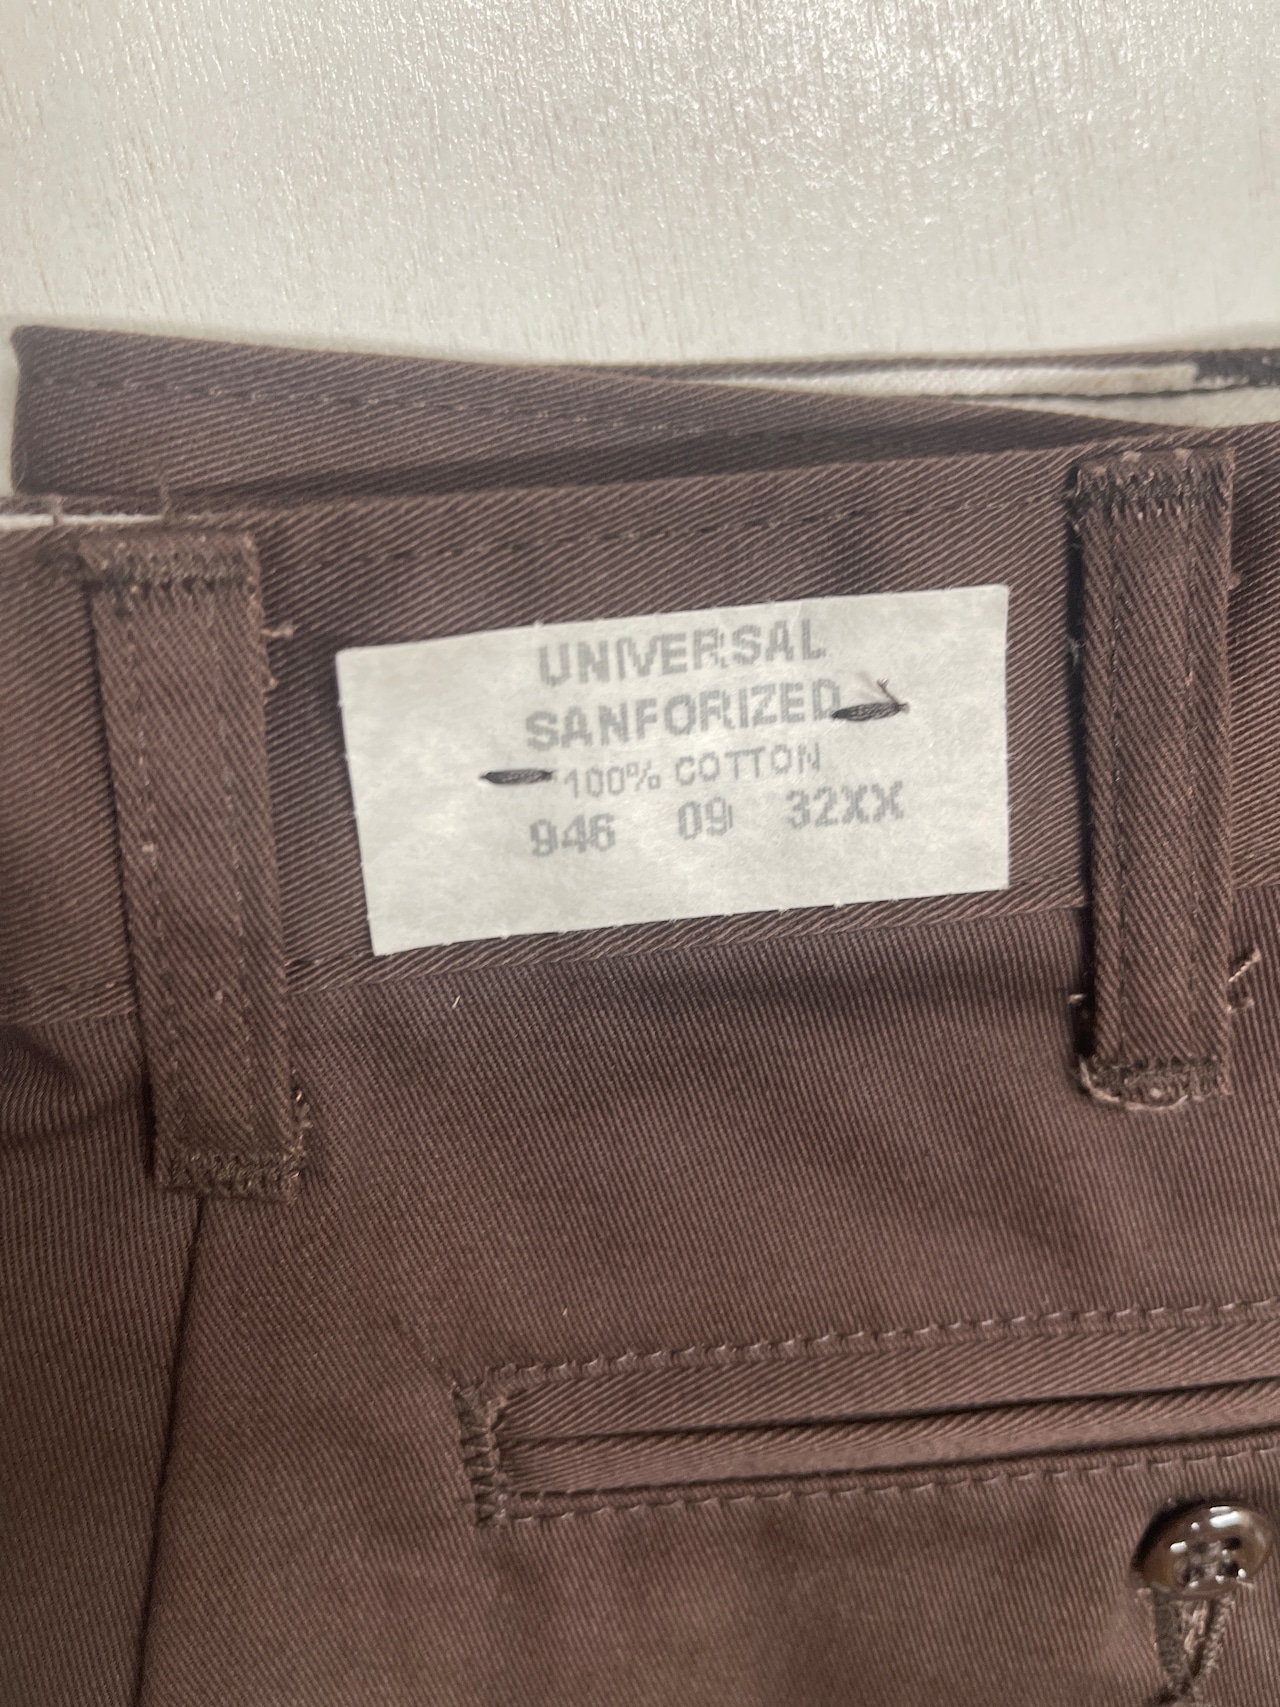 UNIVERSAL
SANFORIZED
100% COTTON
946 09 32XX